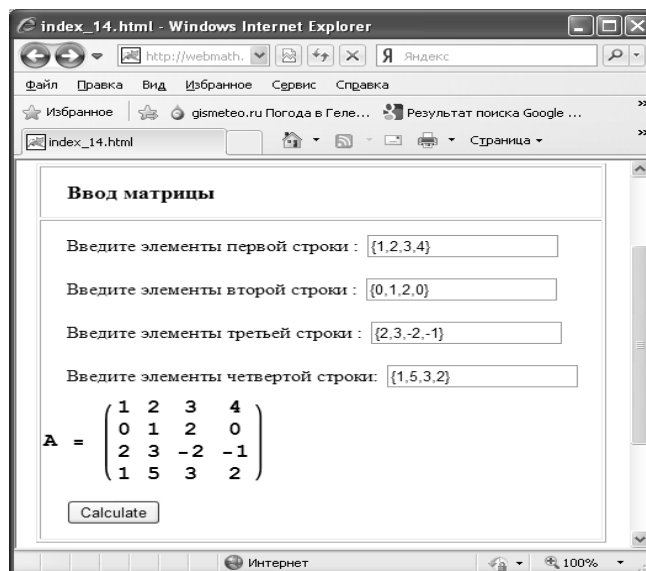 index_14.html - Windows Internet Explorer
http://webmath. Я Яндекс
Файл Правка Вид Избранное Сервис Справка
Избранное gismeteo.ru Погода в Геле... Результат поиска Google ... »
index_14.html Страница »
Ввод матрицы
Введите элементы первой строки : {1,2,3,4}
Введите элементы второй строки : {0,1,2,0}
Введите элементы третьей строки : {2,3,-2,-1}
Введите элементы четвертой строки: {1,5,3,2}
1 2 3 4
0 1 2 0
A =
2 3 -2 -1
1 5 3 2
Calculate
Интернет 100%